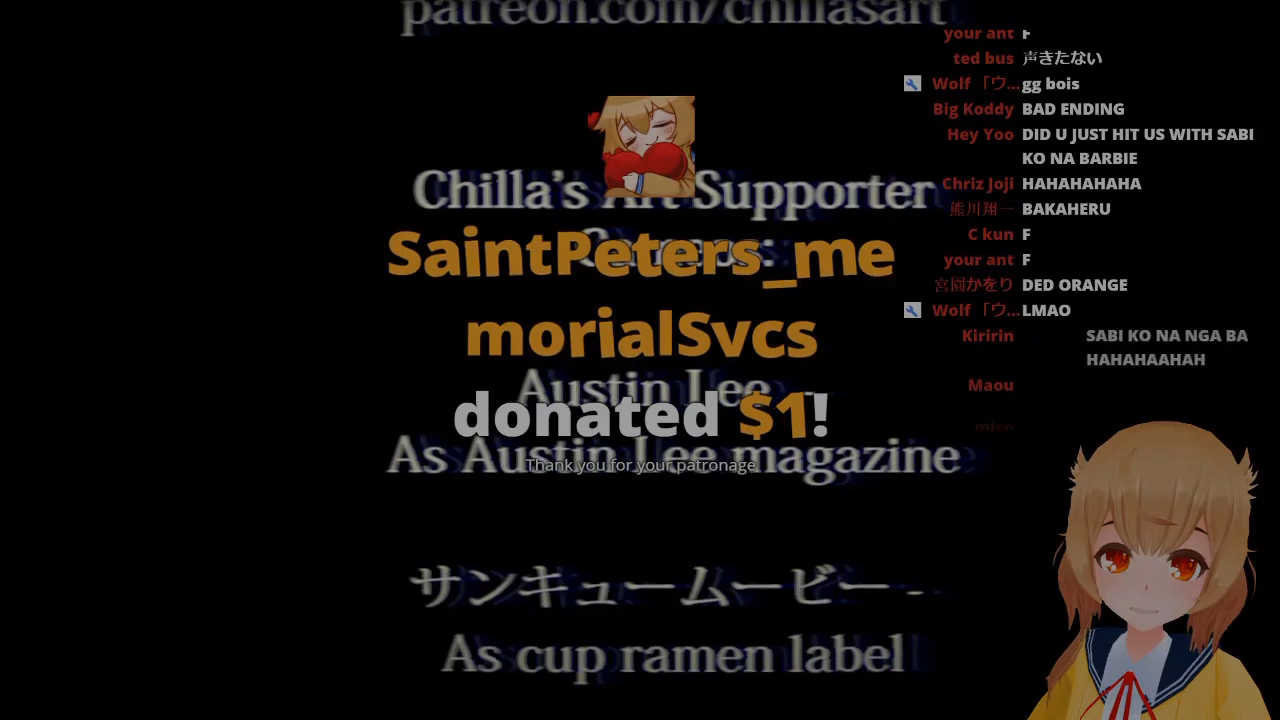 patreon.com/chillasart
Chilla's Art Supporter
SaintPeters_me
morialSvcs
Austin Lee -
donated $1!
As Austin Lee magazine
Thank you for your patronage
サンキュームービー -
As cup ramen label
your ant F
ted bus 声きたない
Wolf 「ウ... gg bois
Big Koddy BAD ENDING
Hey Yoo DID U JUST HIT US WITH SABI
KO NA BARBIE
Chriz Joji HAHAHAHAHA
熊川翔一 BAKAHERU
C kun F
your ant F
宮園かをり DED ORANGE
Wolf 「ウ... LMAO
Kiririn SABI KO NA NGA BA
HAHAHAAHAH
Maou